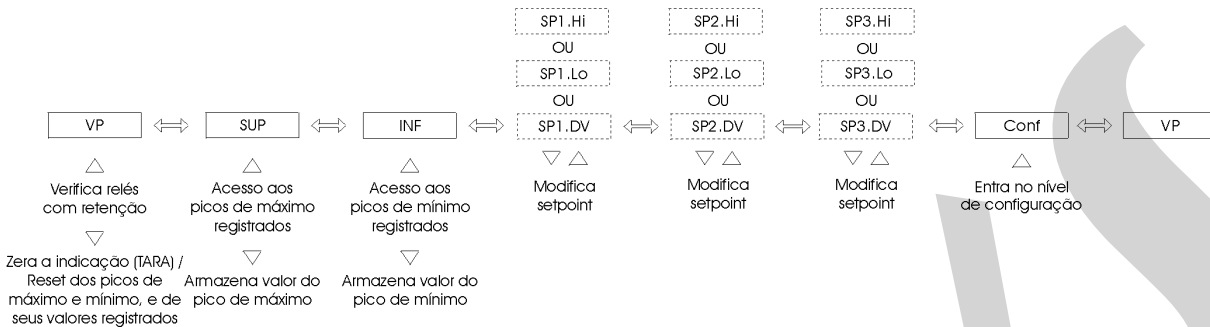 SP1.Hi
OU
SP1.Lo
OU
SP1.DV
SP2.Hi
OU
SP2.Lo
OU
SP2.DV
SP3.Hi
OU
SP3.Lo
OU
SP3.DV
VP
SUP
INF
Conf
VP
Verifica relés
com retenção
Zera a indicação (TARA) /
Reset dos picos de
máximo e mínimo, e de
seus valores registrados
Acesso aos
picos de máximo
registrados
Armazena valor do
pico de máximo
Acesso aos
picos de mínimo
registrados
Armazena valor do
pico de mínimo
Modifica
setpoint
Modifica
setpoint
Modifica
setpoint
Entra no nível
de configuração